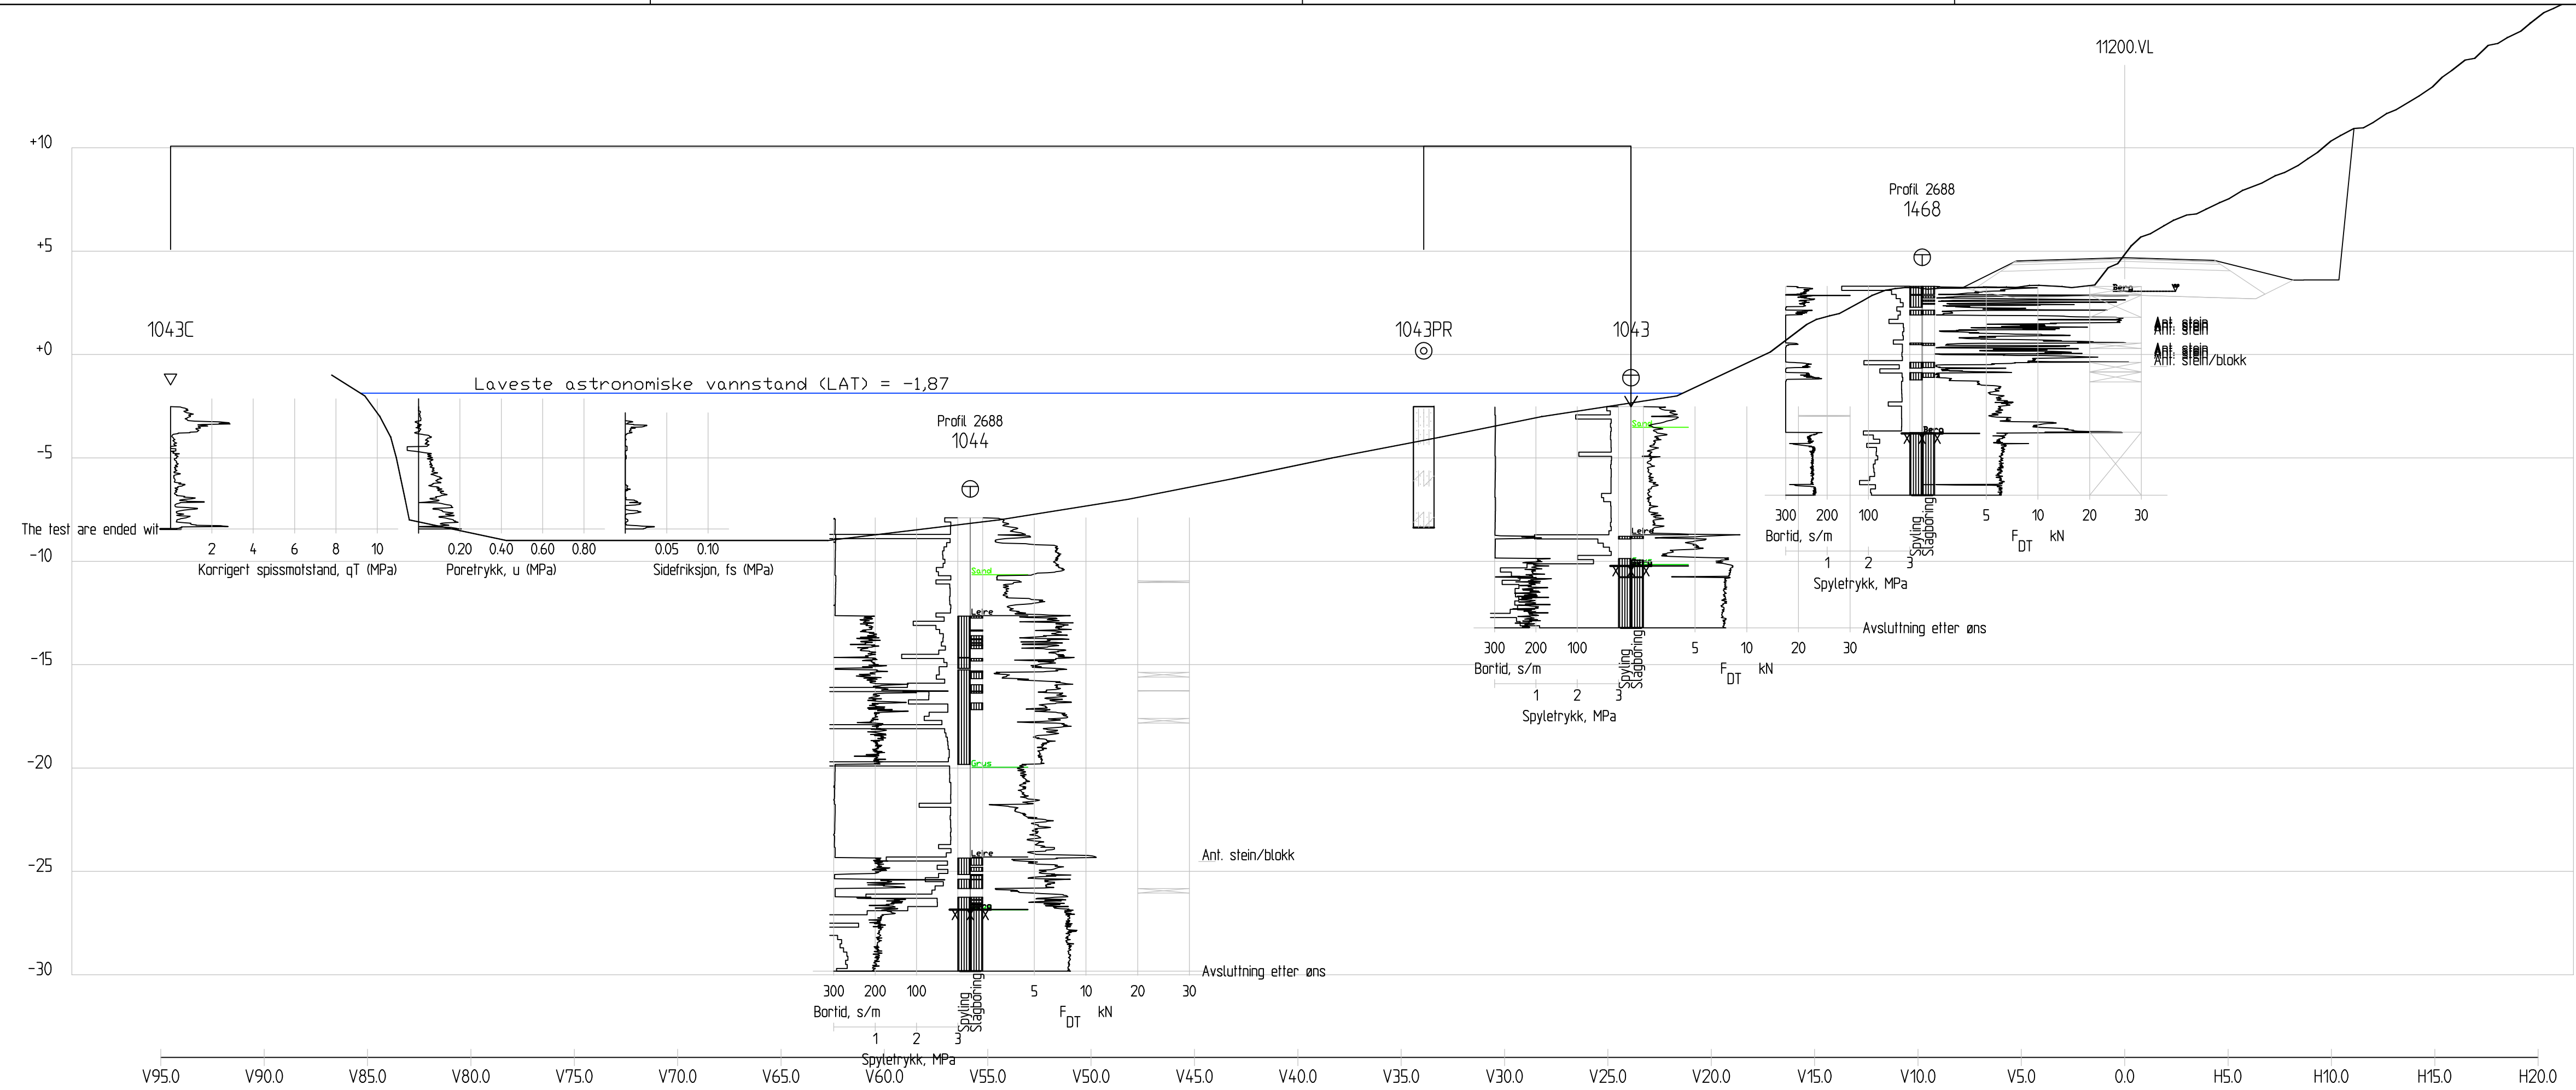 11200.VL
+10
Profil 2688
1468
+5
Berg
1043C
1043PR
1043
Ant. stein
Ant. stein
+0
Ant. stein
Ant. stein
Ant. stein/blokk
Laveste astronomiske vannstand (LAT) = -1,87
Profil 2688
1044
Sand
Berg
-5
300 200 100 Spyling Slagboring 5 10 20 30
Bortid, s/m
F DT kN
1 2 3
Spyletrykk, MPa
The test are ended wit
Leire
2 4 6 8 10
Korrigert spissmotstand, qT (MPa)
0.20 0.40 0.60 0.80
Poretrykk, u (MPa)
0.05 0.10
Sidefriksjon, fs (MPa)
-10
Sand
Leire
Avsluttning etter øns
300 200 100 Spyling Slagboring 5 10 20 30
Bortid, s/m
F DT kN
1 2 3
Spyletrykk, MPa
-15
-20
Grus
-25
Leire
Ant. stein/blokk
-30
Avsluttning etter øns
300 200 100 Spyling Slagboring 5 10 20 30
Bortid, s/m
F DT kN
1 2 3
Spyletrykk, MPa
V95.0 V90.0 V85.0 V80.0 V75.0 V70.0 V65.0 V60.0 V55.0 V50.0 V45.0 V40.0 V35.0 V30.0 V25.0 V20.0 V15.0 V10.0 V5.0 0.0 H5.0 H10.0 H15.0 H20.0